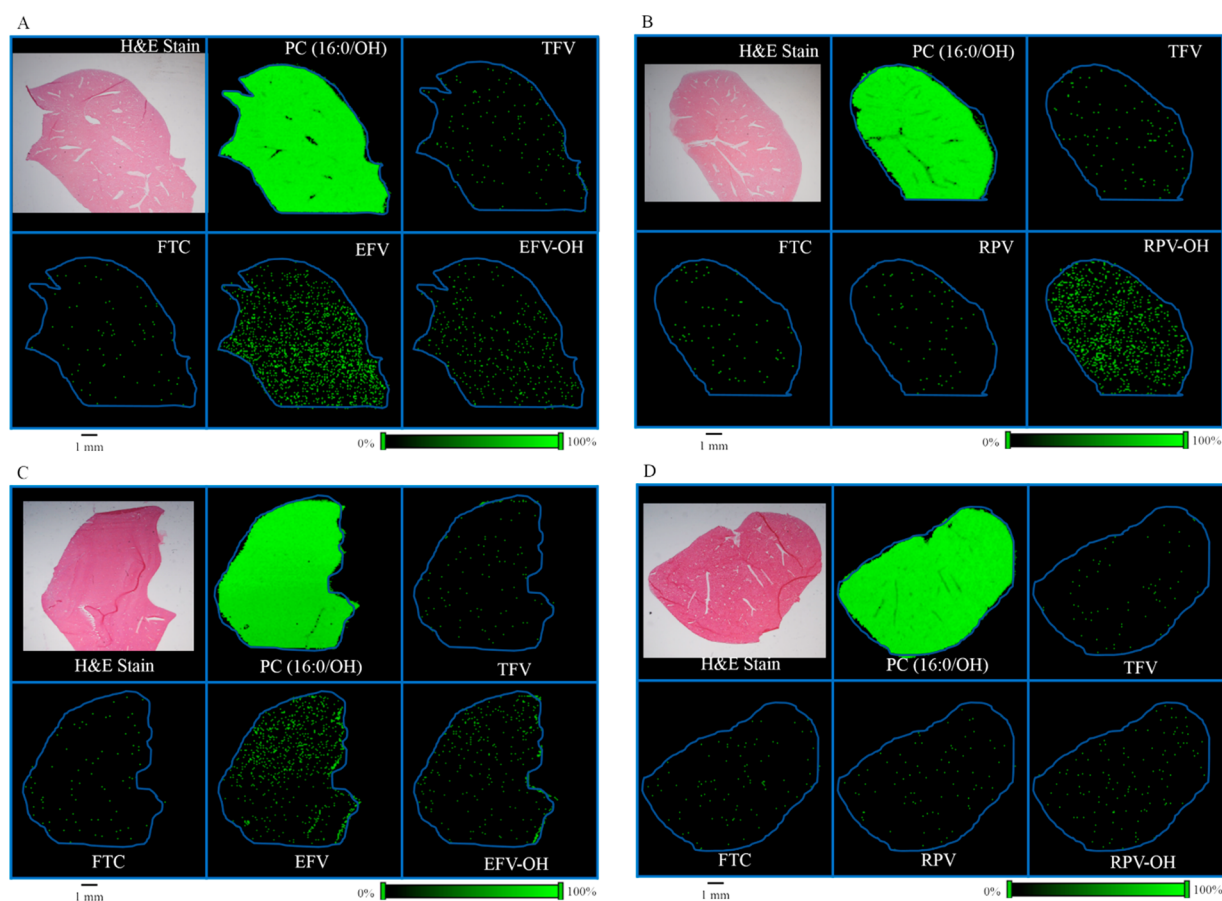 A
H&E Stain
PC (16:0/OH)
TFV
FTC
EFV
EFV-OH
1 mm
0%
100%
B
H&E Stain
PC (16:0/OH)
TFV
FTC
RPV
RPV-OH
1 mm
0%
100%
C
H&E Stain
PC (16:0/OH)
TFV
FTC
EFV
EFV-OH
1 mm
0%
100%
D
H&E Stain
PC (16:0/OH)
TFV
FTC
RPV
RPV-OH
1 mm
0%
100%